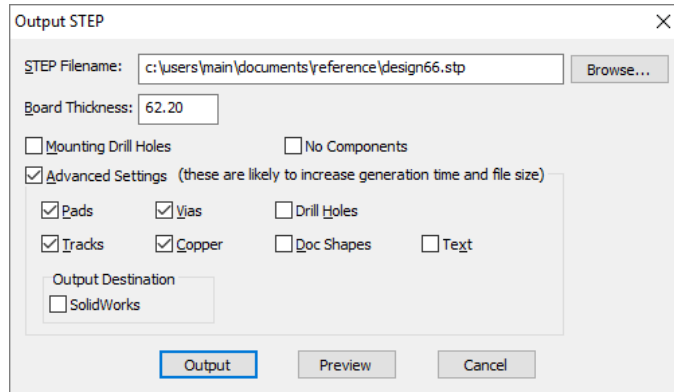 Output STEP
STEP Filename: c:\users\main\documents\reference\design66.stp Browse...
Board Thickness: 62.20
Mounting Drill Holes No Components
Advanced Settings (these are likely to increase generation time and file size)
Pads Vias Drill Holes
Tracks Copper Doc Shapes Text
Output Destination
SolidWorks
Output Preview Cancel